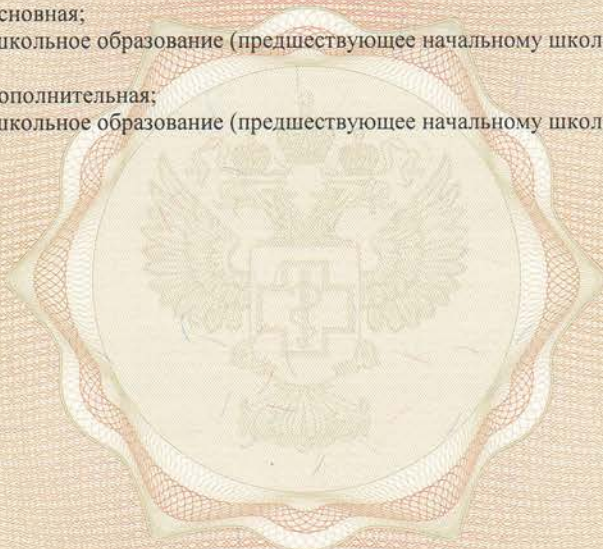 сновная;
школьное образование (предшествующее начальному школ
ополнительная;
школьное образование (предшествующее начальному школ